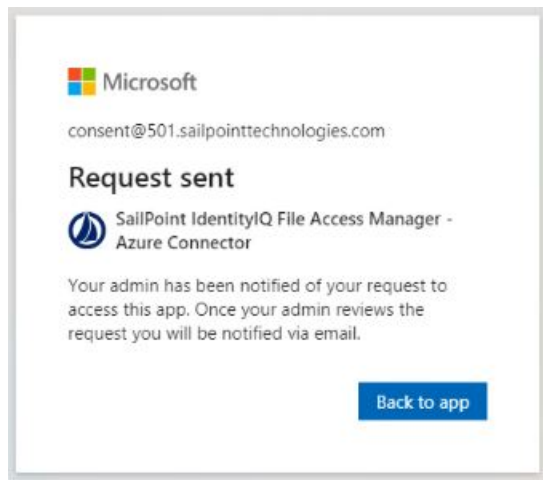 Microsoft
consent@501.sailpointtechnologies.com
Request sent
SailPoint IdentityIQ File Access Manager -
Azure Connector
Your admin has been notified of your request to
access this app. Once your admin reviews the
request you will be notified via email.
Back to app